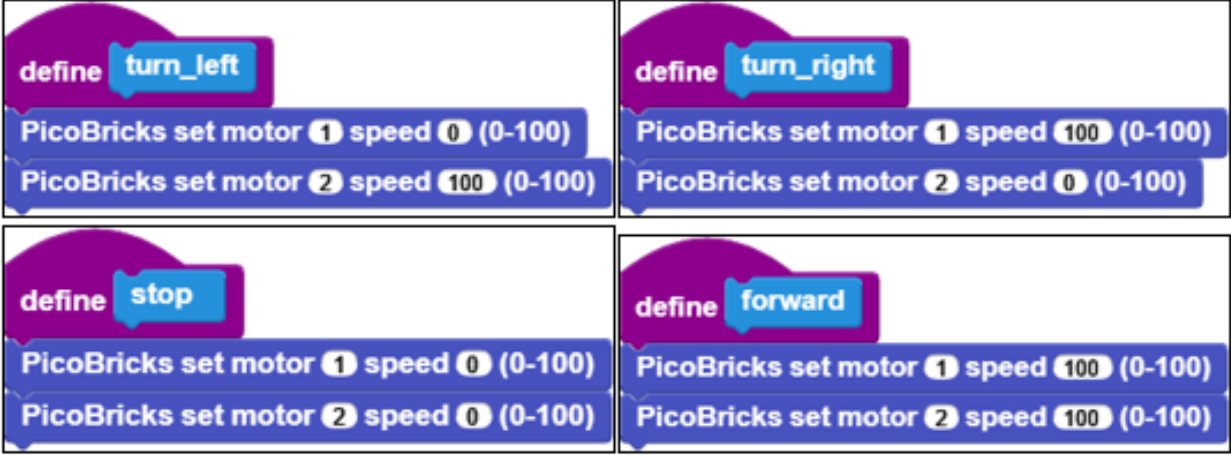 define turn_left
PicoBricks set motor 1 speed 0 (0-100)
PicoBricks set motor 2 speed 100 (0-100)
define turn_right
PicoBricks set motor 1 speed 100 (0-100)
PicoBricks set motor 2 speed 0 (0-100)
define stop
PicoBricks set motor 1 speed 0 (0-100)
PicoBricks set motor 2 speed 0 (0-100)
define forward
PicoBricks set motor 1 speed 100 (0-100)
PicoBricks set motor 2 speed 100 (0-100)